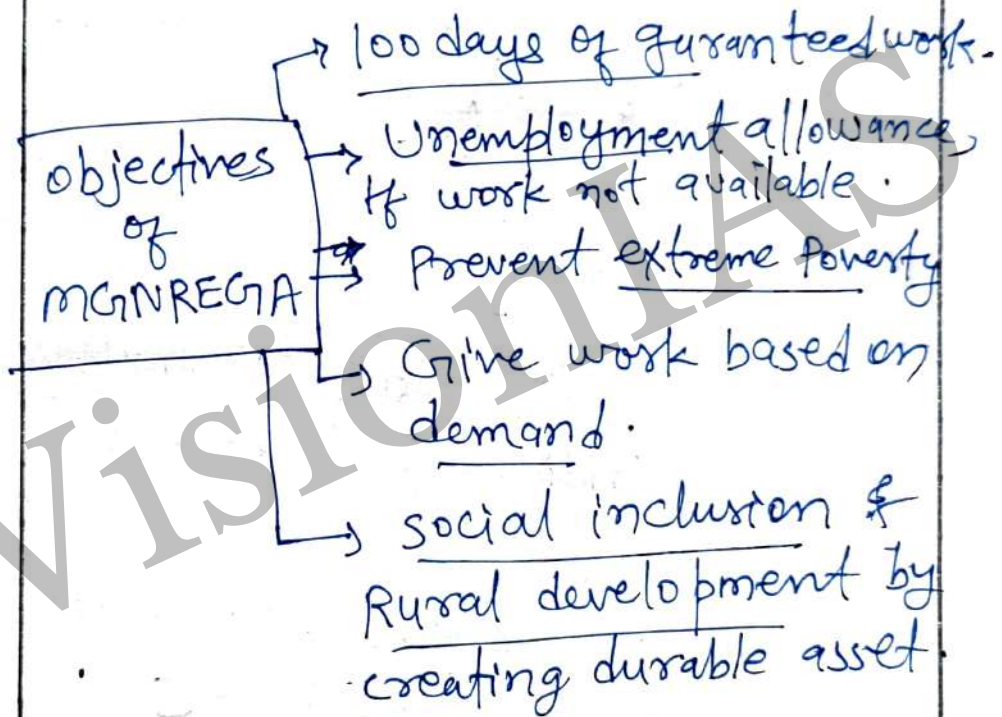 100 days of guranteed work.
objectives
of
MGNREGA
Unemployment allowance,
If work not available.
Prevent extreme Poverty
Give work based on
demand.
social inclusion &
Rural development by
creating durable asset
VisionIAS